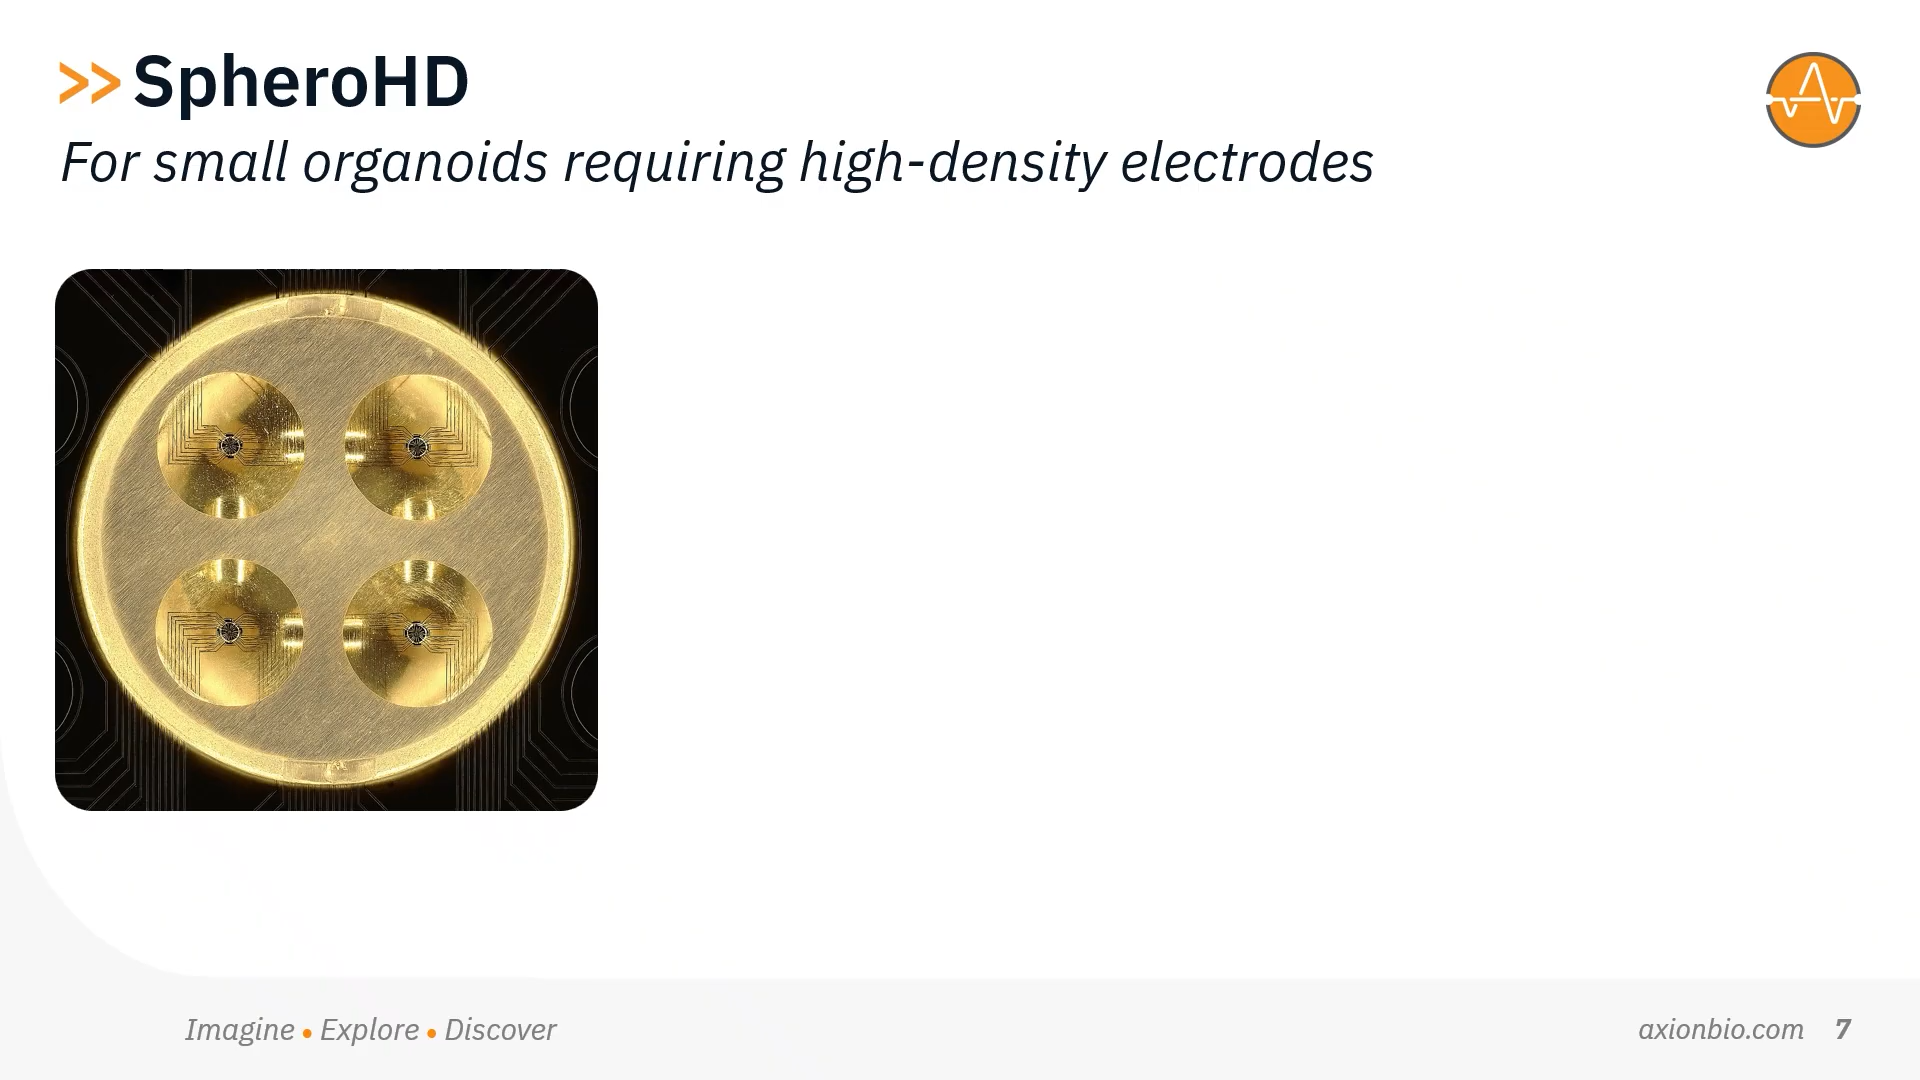 >> SpheroHD
For small organoids requiring high-density electrodes
Imagine • Explore • Discover
axionbio.com 7